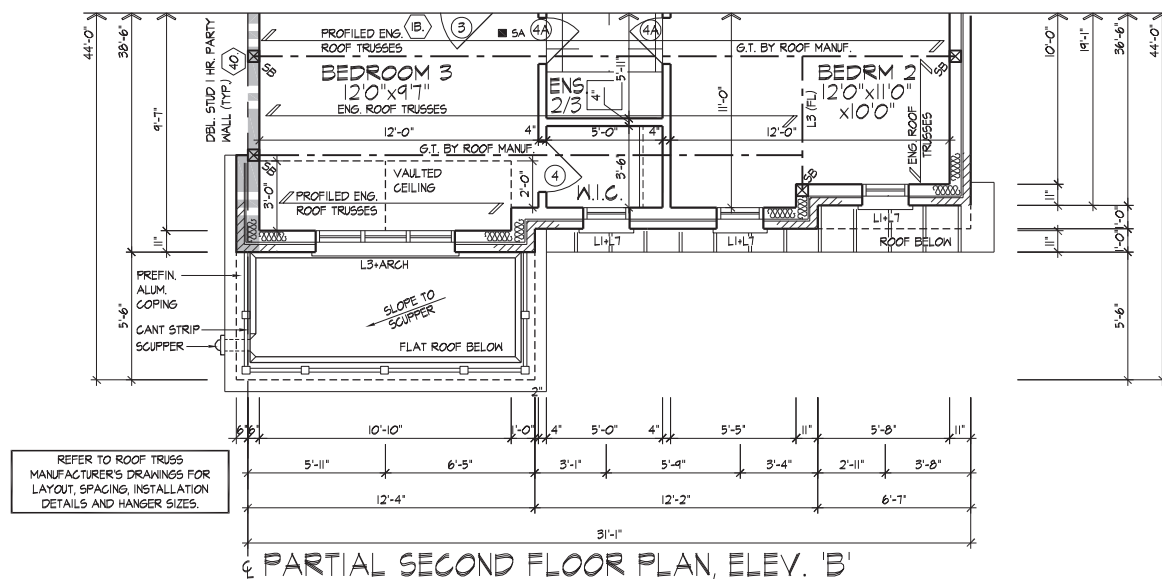 44'-0"
38'-6"
9'-7"
DBL. STUD 1 HR. PARTY
WALL (TYP.)
40
SB
PROFILED ENG.
ROOF TRUSSES
1B.
3
SA
4A
4A
G.T. BY ROOF MANUF.
SB
BEDROOM 3
12'0"x9'7"
ENG. ROOF TRUSSES
ENS.
2/3
4"
5'-11"
11'-0"
L3 (FL)
BEDRM 2
12'0"x11'0"
x10'0"
ENG. ROOF
TRUSSES
10'-0"
19'-1"
36'-6"
44'-0"
12'-0"
4"
5'-0"
4"
12'-0"
G.T. BY ROOF MANUF.
SB
VAULTED
CEILING
3'-0"
2'-0"
4
3'-6"
W.I.C.
SB
PROFILED ENG.
ROOF TRUSSES
11"
L1+L7
L1+L7
L1+L7
ROOF BELOW
11"
11"
1'-0"
1'-0"
L3+ARCH
PREFIN.
ALUM.
COPING
CANT STRIP
SCUPPER
SLOPE TO
SCUPPER
FLAT ROOF BELOW
5'-6"
5'-6"
2"
6"
6"
10'-10"
1'-0"
4"
5'-0"
4"
5'-5"
11"
5'-8"
11"
5'-11"
6'-5"
3'-1"
5'-9"
3'-4"
2'-11"
3'-8"
12'-4"
12'-2"
6'-7"
31'-1"
REFER TO ROOF TRUSS
MANUFACTURER'S DRAWINGS FOR
LAYOUT, SPACING, INSTALLATION
DETAILS AND HANGER SIZES.
℄ PARTIAL SECOND FLOOR PLAN, ELEV. 'B'